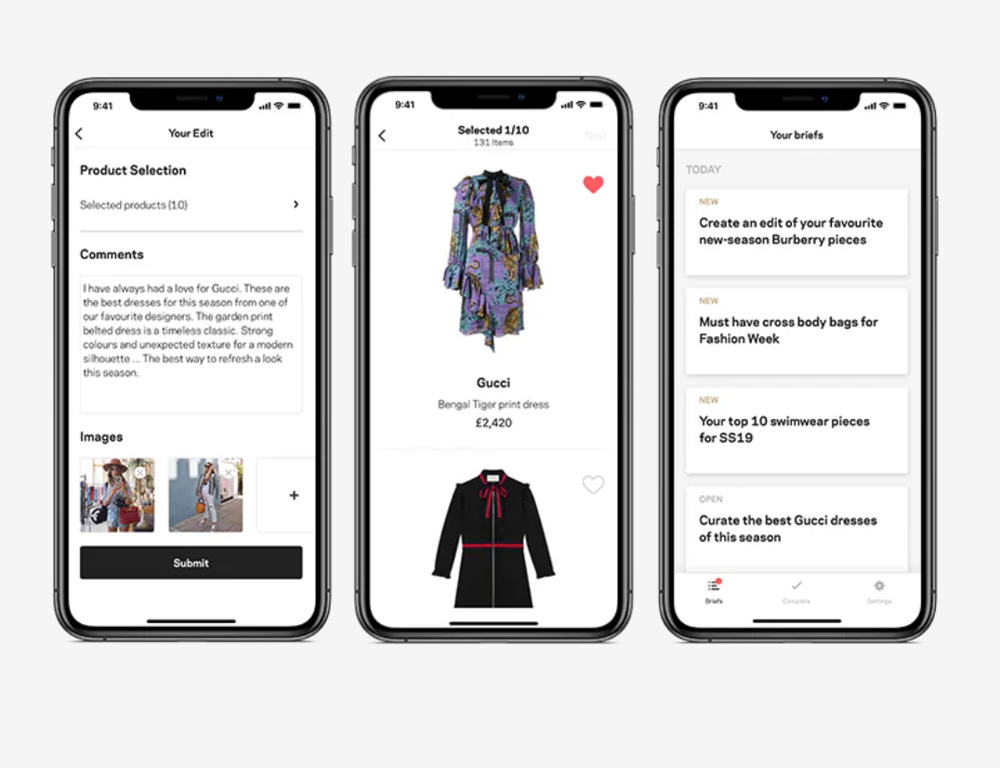 9:41
Your Edit
Product Selection
Selected products (10)
Comments
I have always had a love for Gucci. These are
the best dresses for this season from one of
our favourite designers. The garden print
belted dress is a timeless classic. Strong
colours and unexpected texture for a modern
silhouette ... The best way to refresh a look
this season.
Images
+
Submit
9:41
Selected 1/10
131 Items
Next
Gucci
Bengal Tiger print dress
£2,420
9:41
Your briefs
TODAY
NEW
Create an edit of your favourite
new-season Burberry pieces
NEW
Must have cross body bags for
Fashion Week
NEW
Your top 10 swimwear pieces
for SS19
OPEN
Curate the best Gucci dresses
of this season
Briefs
Complete
Settings